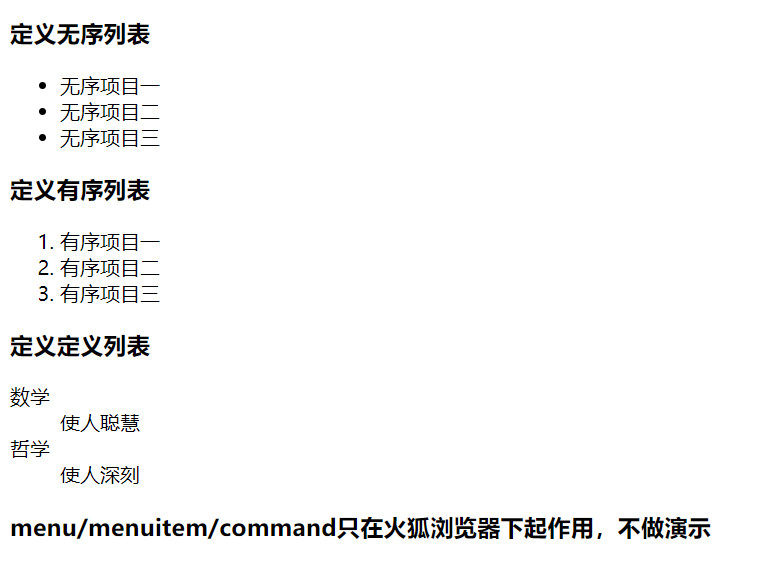 定义无序列表
• 无序项目一
• 无序项目二
• 无序项目三
定义有序列表
1. 有序项目一
2. 有序项目二
3. 有序项目三
定义定义列表
数学
使人聪慧
哲学
使人深刻
menu/menuitem/command只在火狐浏览器下起作用，不做演示